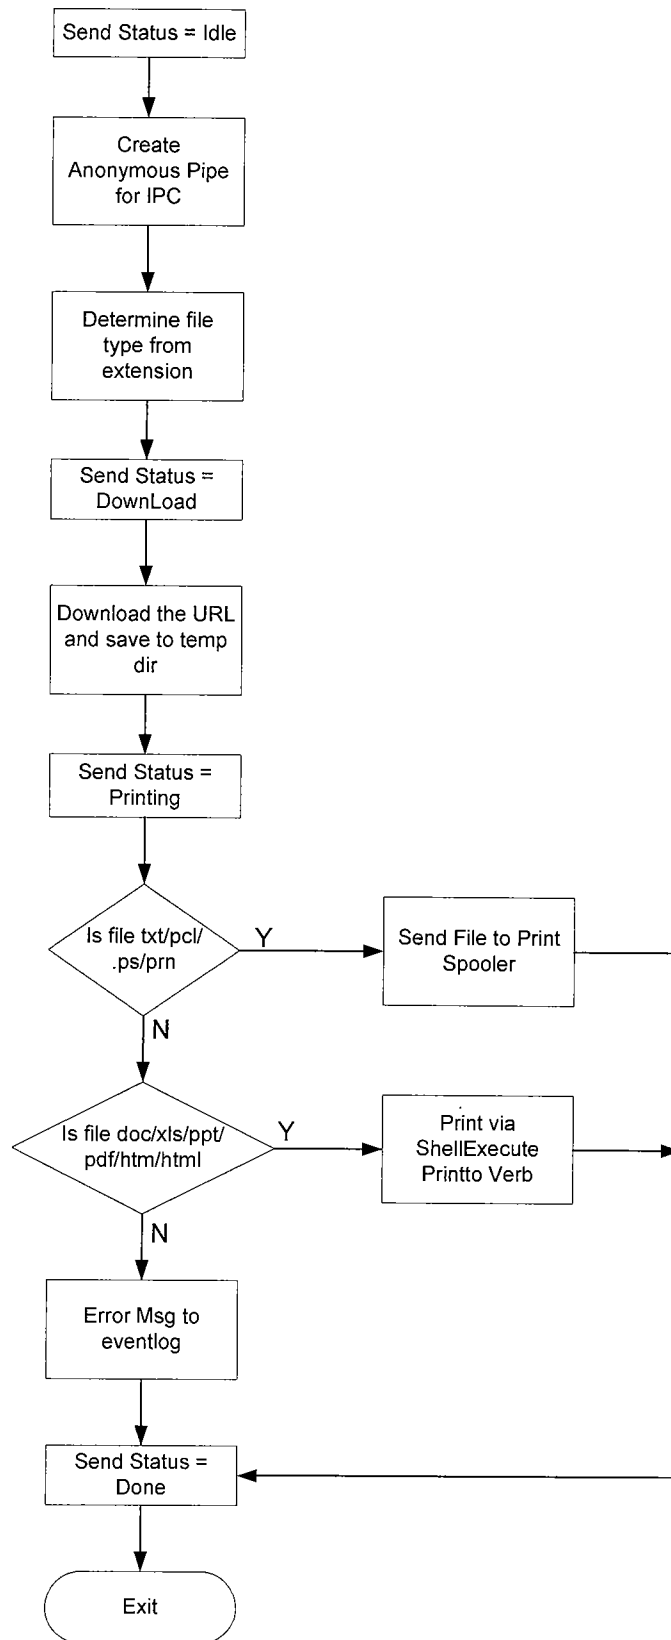 Send Status = Idle
Create
Anonymous Pipe
for IPC
Determine file
type from
extension
Send Status =
DownLoad
Download the URL
and save to temp
dir
Send Status =
Printing
Is file txt/pcl/
.ps/prn
Y
Send File to Print
Spooler
N
Is file doc/xls/ppt/
pdf/htm/html
Y
Print via
ShellExecute
Printto Verb
N
Error Msg to
eventlog
Send Status =
Done
Exit